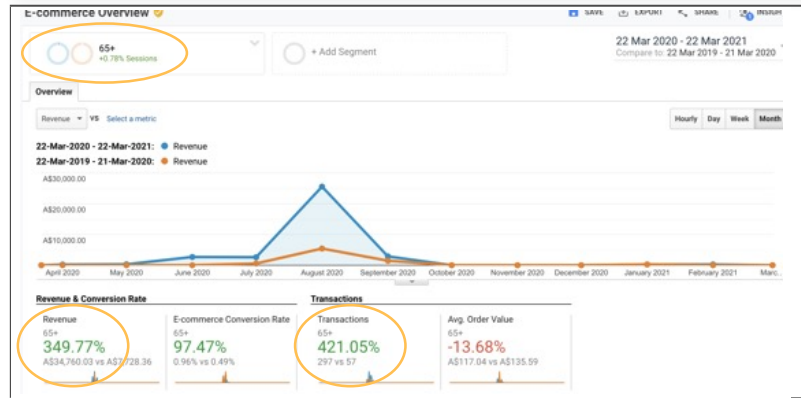 E-commerce Overview
SAVE EXPORT SHARE INSIGH
65+
+0.78% Sessions
+ Add Segment
22 Mar 2020 - 22 Mar 2021
Compare to: 22 Mar 2019 - 21 Mar 2020
Overview
Revenue VS Select a metric
Hourly Day Week Month
22-Mar-2020 - 22-Mar-2021: Revenue
22-Mar-2019 - 21-Mar-2020: Revenue
A$30,000.00
A$20,000.00
A$10,000.00
April 2020 May 2020 June 2020 July 2020 August 2020 September 2020 October 2020 November 2020 December 2020 January 2021 February 2021 Marc...
Revenue & Conversion Rate Transactions
Revenue E-commerce Conversion Rate Transactions Avg. Order Value
65+ 65+ 65+ 65+
349.77% 97.47% 421.05% -13.68%
A$34,760.03 vs A$7,728.36 0.96% vs 0.49% 297 vs 57 A$117.04 vs A$135.59